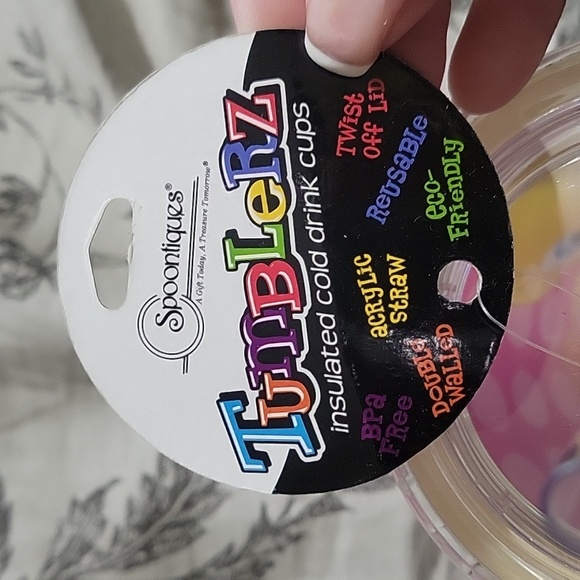 Spoontiques®
A Gift Today, A Treasure Tomorrow®
TUMBLeRZ
insulated cold drink cups
BPA
FRee
ACRYLIC
STRAW
TWiST
OFF LiD
DOUBLe
WALLED
ReUSABLe
eco-
FRieNDLY